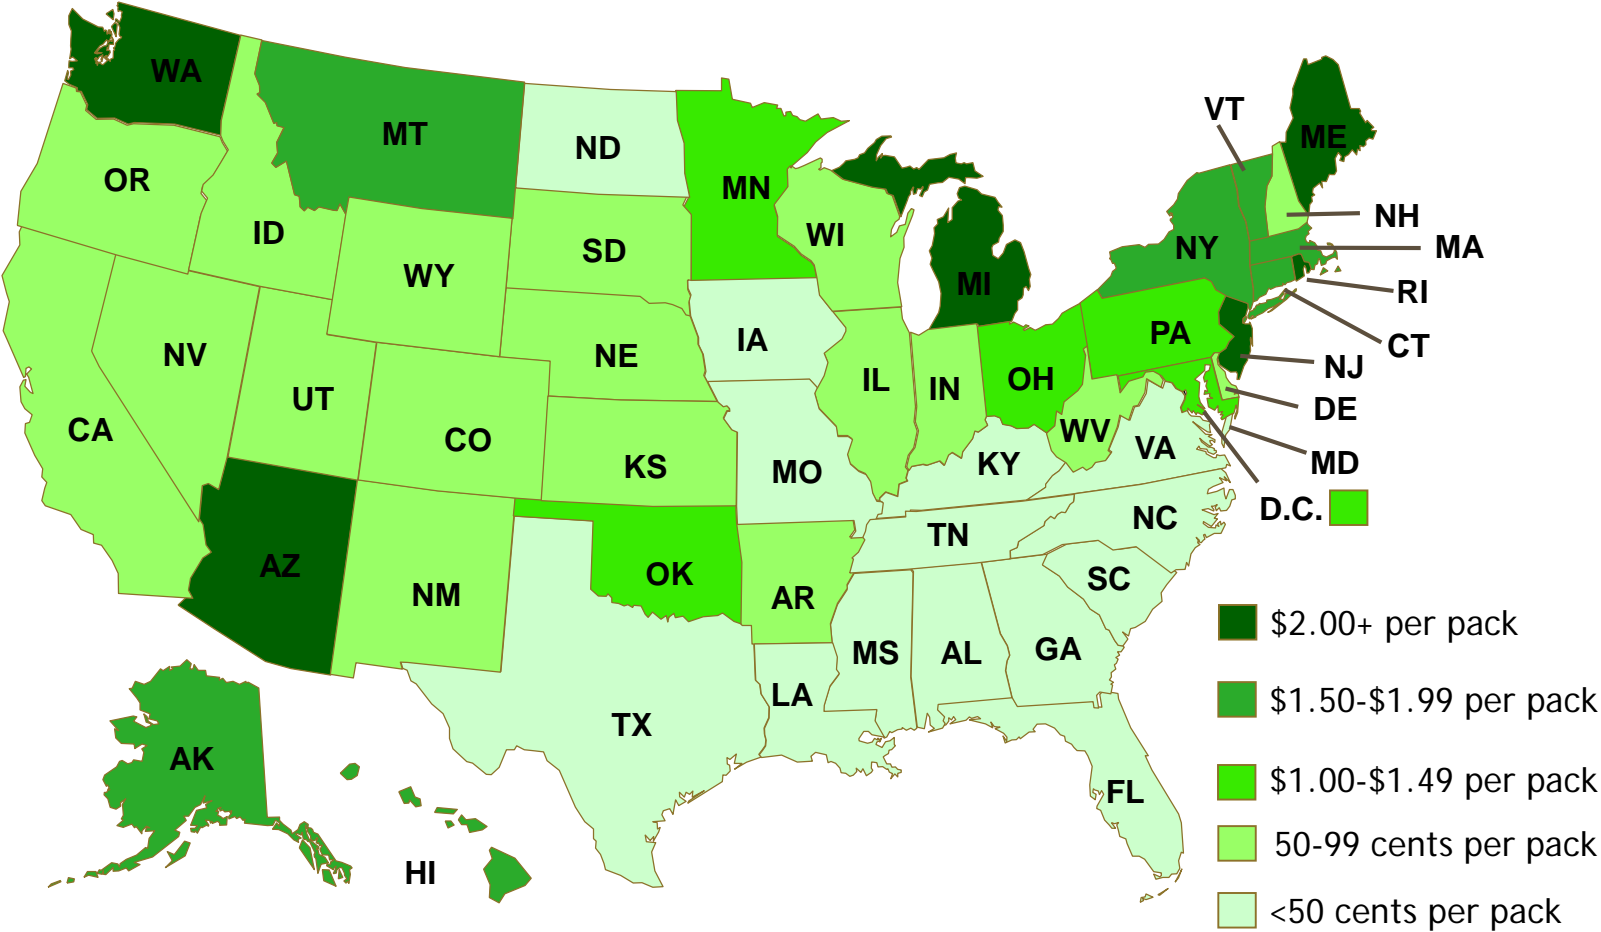 WA
MT
ND
MN
VT
ME
OR
ID
WY
SD
WI
MI
NY
NH
MA
RI
CT
NV
UT
CO
NE
IA
IL
IN
OH
PA
NJ
DE
CA
KS
MO
KY
WV
VA
MD
D.C.
AZ
NM
OK
AR
TN
NC
SC
TX
LA
MS
AL
GA
FL
AK
HI
$2.00+ per pack
$1.50-$1.99 per pack
$1.00-$1.49 per pack
50-99 cents per pack
<50 cents per pack